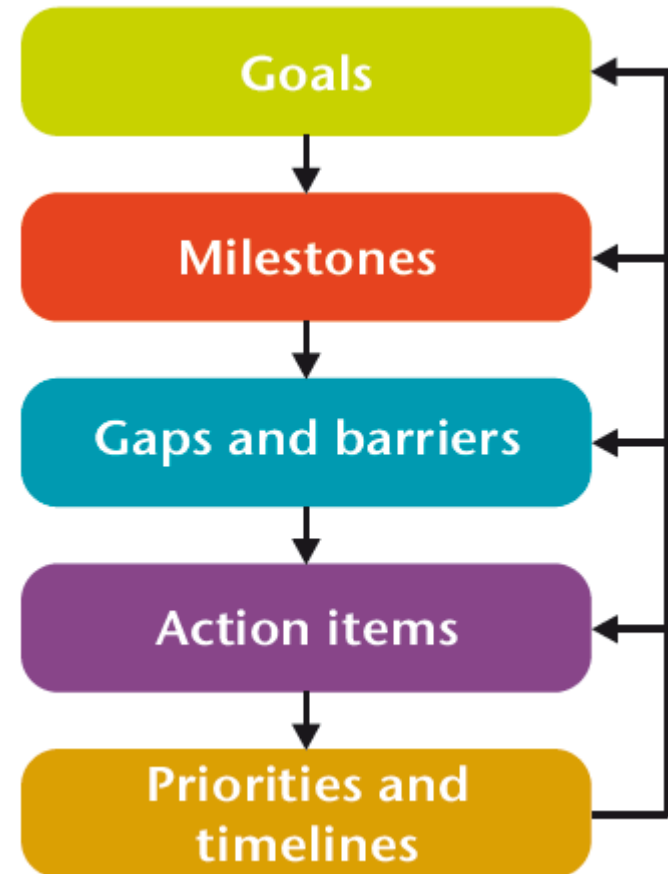 Goals
Milestones
Gaps and barriers
Action items
Priorities and
timelines